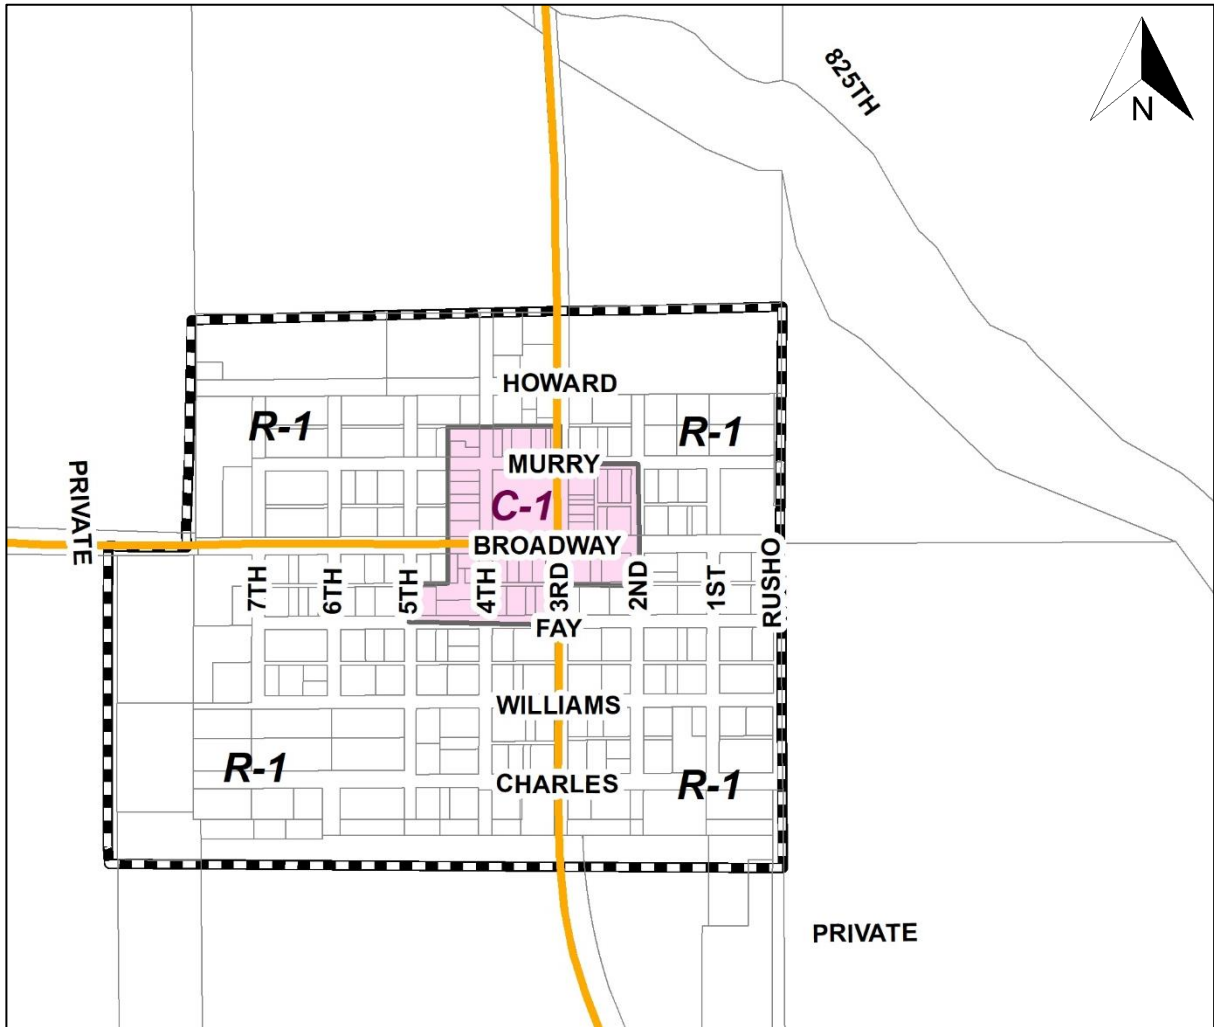 825TH
N
HOWARD
R-1
R-1
MURRY
PRIVATE
C-1
BROADWAY
7TH
6TH
5TH
4TH
3RD
2ND
1ST
RUSHO
FAY
WILLIAMS
R-1
CHARLES
R-1
PRIVATE